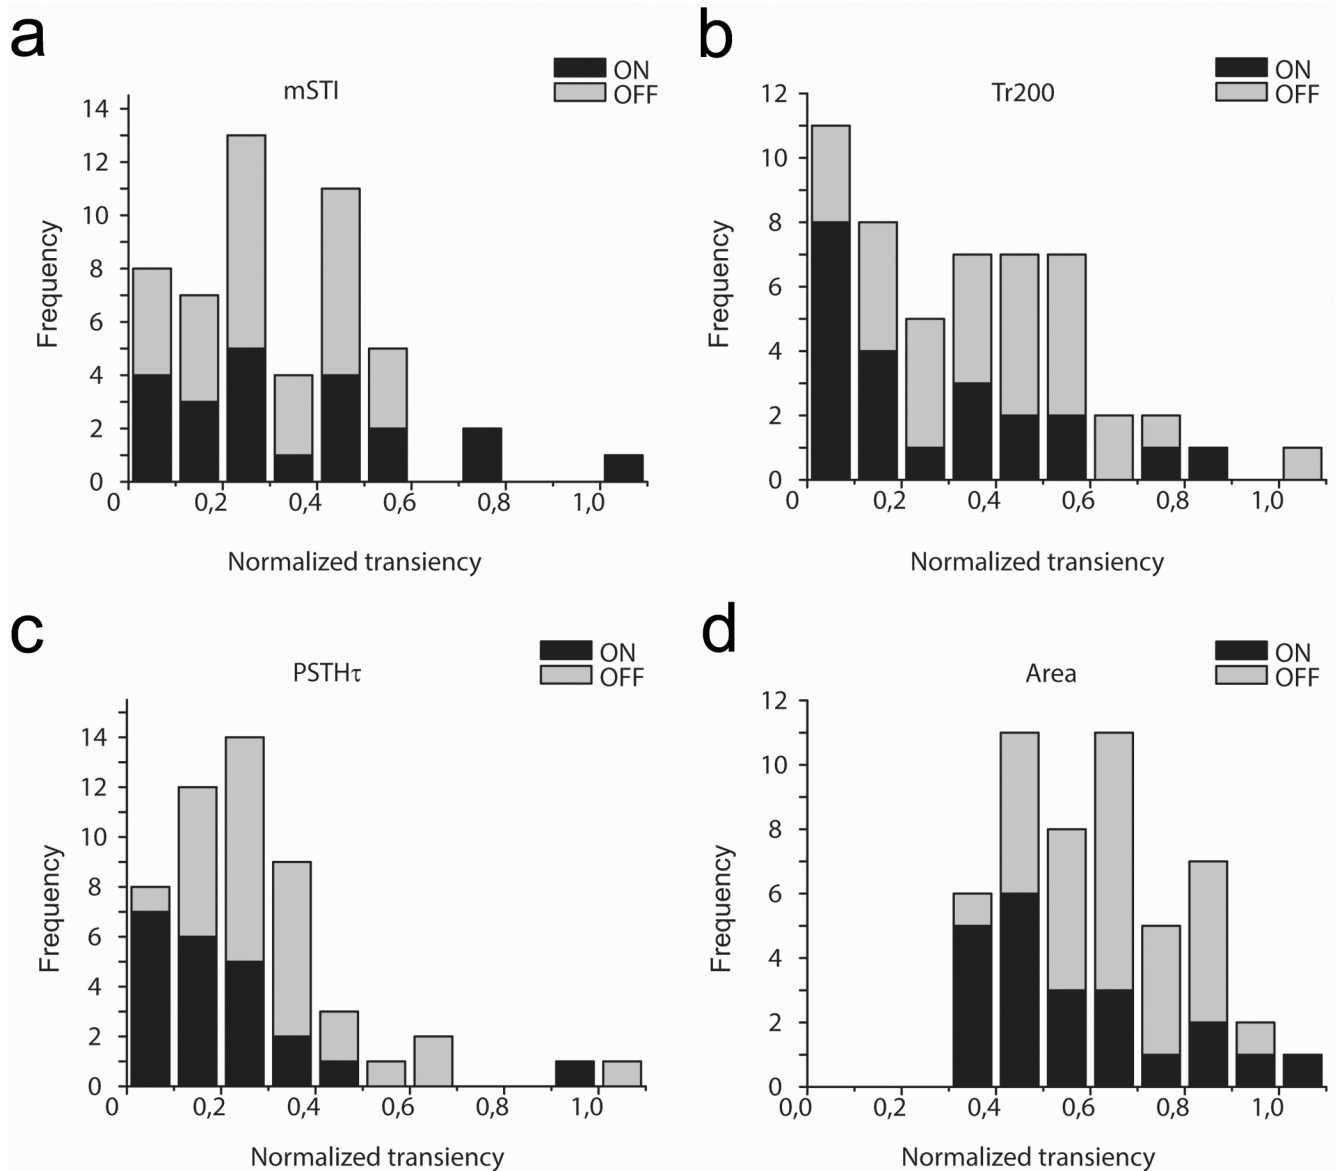 a
mSTI
ON
OFF
14
12
10
8
6
4
2
0
Frequency
0 0,2 0,4 0,6 0,8 1,0
Normalized transiency
b
Tr200
ON
OFF
12
10
8
6
4
2
0
Frequency
0 0,2 0,4 0,6 0,8 1,0
Normalized transiency
c
PSTHτ
ON
OFF
14
12
10
8
6
4
2
0
Frequency
0 0,2 0,4 0,6 0,8 1,0
Normalized transiency
d
Area
ON
OFF
12
10
8
6
4
2
0
Frequency
0,0 0,2 0,4 0,6 0,8 1,0
Normalized transiency